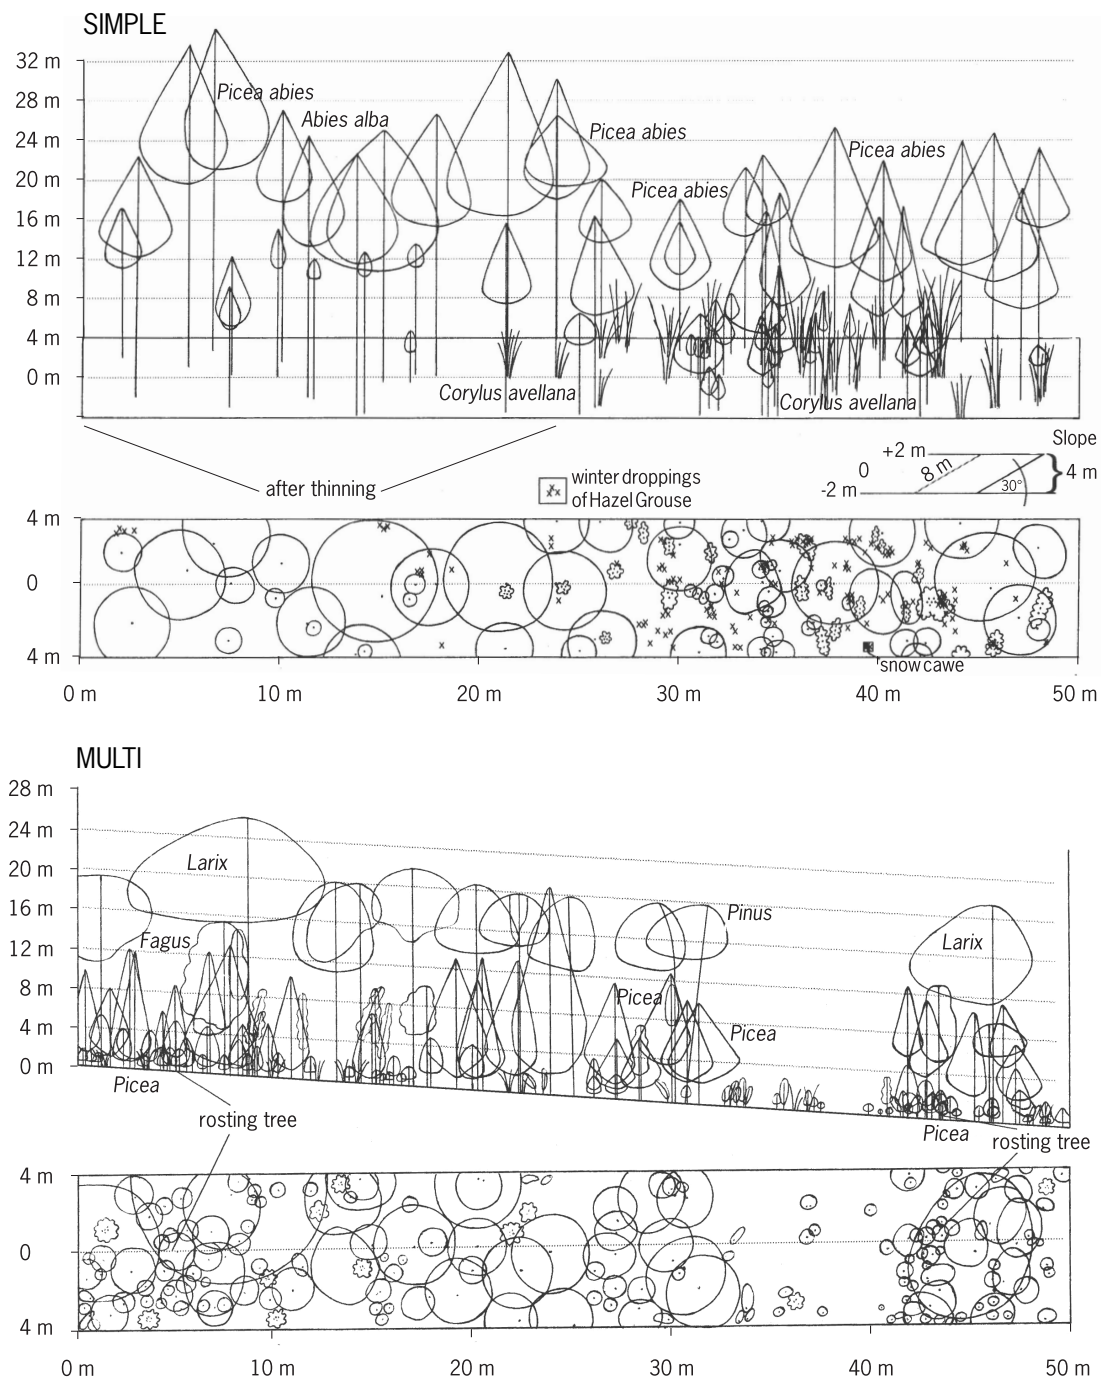 SIMPLE
32 m
28 m
24 m
20 m
16 m
12 m
8 m
4 m
0 m
Picea abies
Abies alba
Picea abies
Picea abies
Picea abies
Corylus avellana
Corylus avellana
after thinning
winter droppings
of Hazel Grouse
Slope
+2 m
0
8 m
-2 m
30°
4 m
4 m
0
4 m
snow cawe
0 m
10 m
20 m
30 m
40 m
50 m
MULTI
28 m
24 m
20 m
16 m
12 m
8 m
4 m
0 m
Larix
Fagus
Pinus
Larix
Picea
Picea
Picea
Picea
rosting tree
rosting tree
4 m
0
4 m
0 m
10 m
20 m
30 m
40 m
50 m